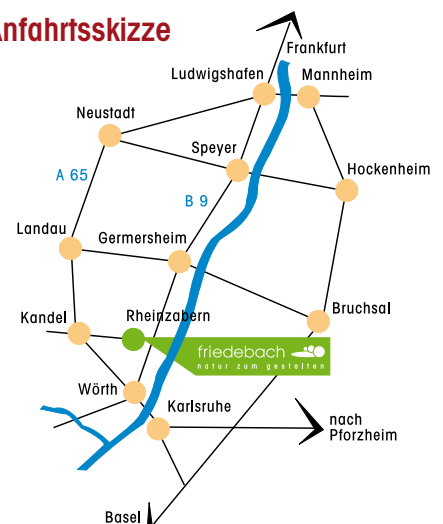 Anfahrtsskizze
Frankfurt
Ludwigshafen
Mannheim
Neustadt
Speyer
Hockenheim
A 65
B 9
Landau
Germersheim
Kandel
Rheinzabern
Bruchsal
friedebach
natur zum gestalten
Wörth
Karlsruhe
nach
Pforzheim
Basel